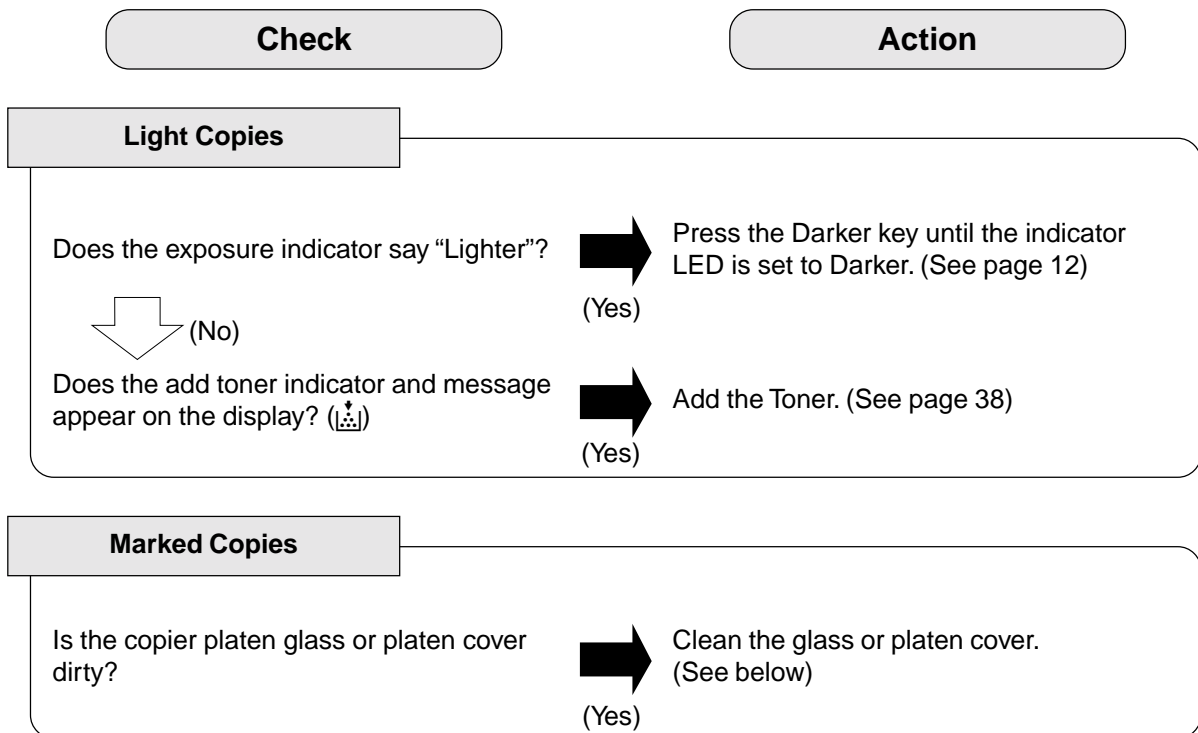 Check
Action
Light Copies
Does the exposure indicator say “Lighter”?
Press the Darker key until the indicator
LED is set to Darker. (See page 12)
(Yes)
(No)
Does the add toner indicator and message
appear on the display? ( )
Add the Toner. (See page 38)
(Yes)
Marked Copies
Is the copier platen glass or platen cover
dirty?
Clean the glass or platen cover.
(See below)
(Yes)